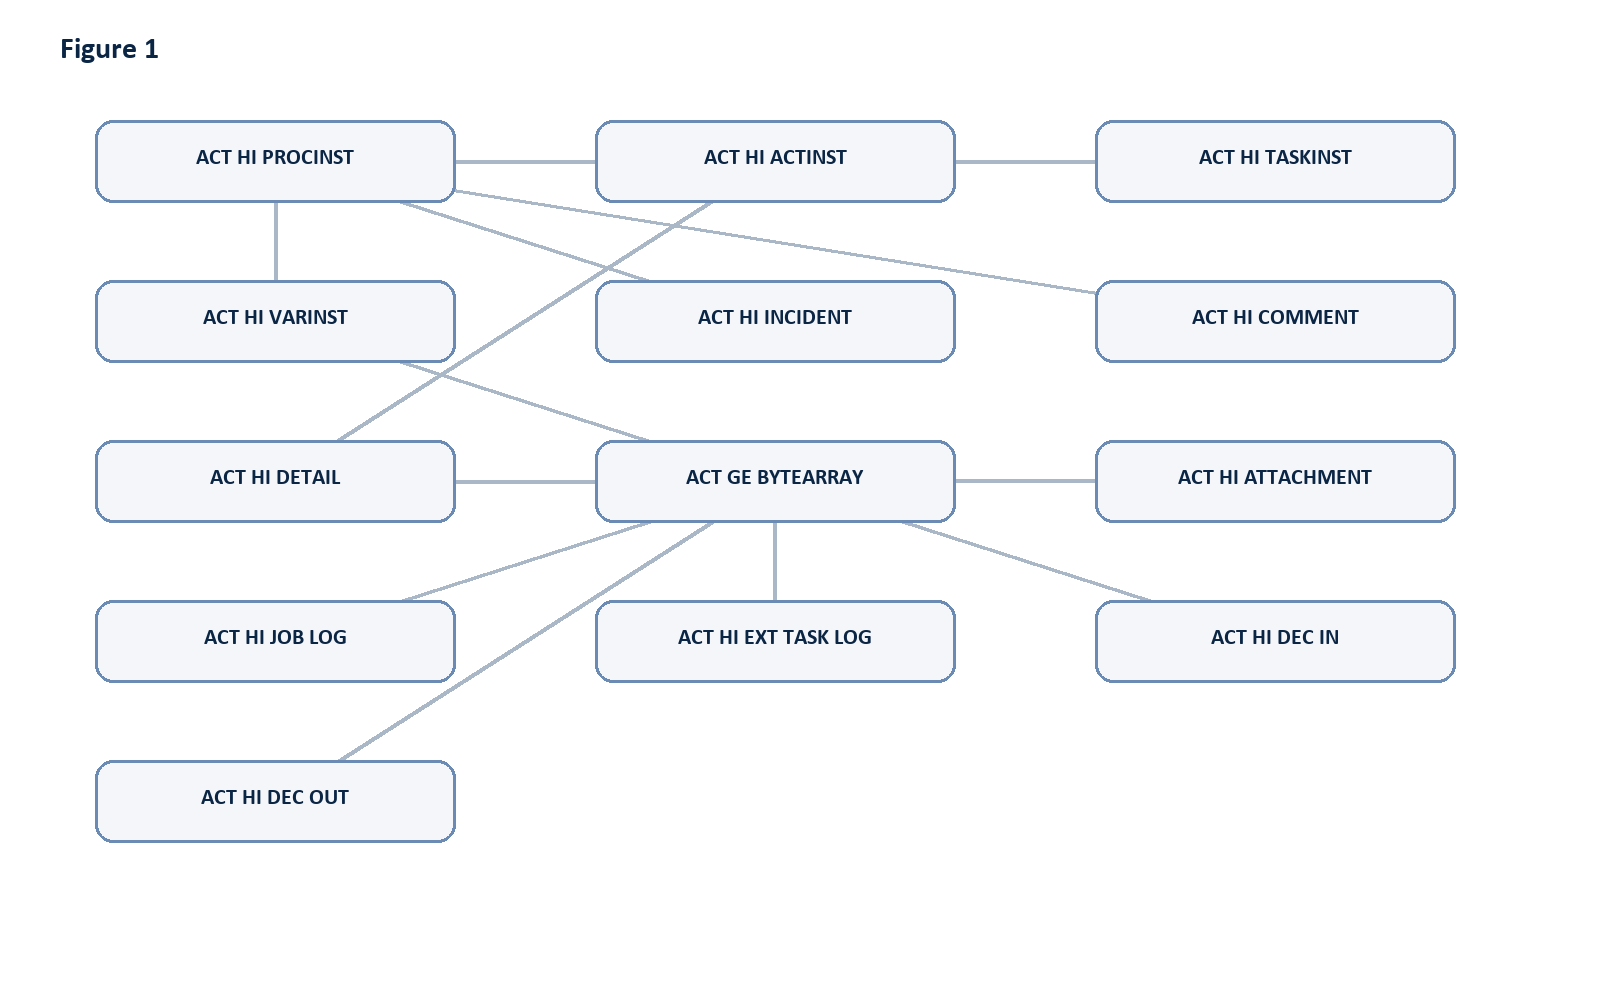 Figure 1
ACT HI PROCINST
ACT HI ACTINST
ACT HI TASKINST
ACT HI VARINST
ACT HI INCIDENT
ACT HI COMMENT
ACT HI DETAIL
ACT GE BYTEARRAY
ACT HI ATTACHMENT
ACT HI JOB LOG
ACT HI EXT TASK LOG
ACT HI DEC IN
ACT HI DEC OUT